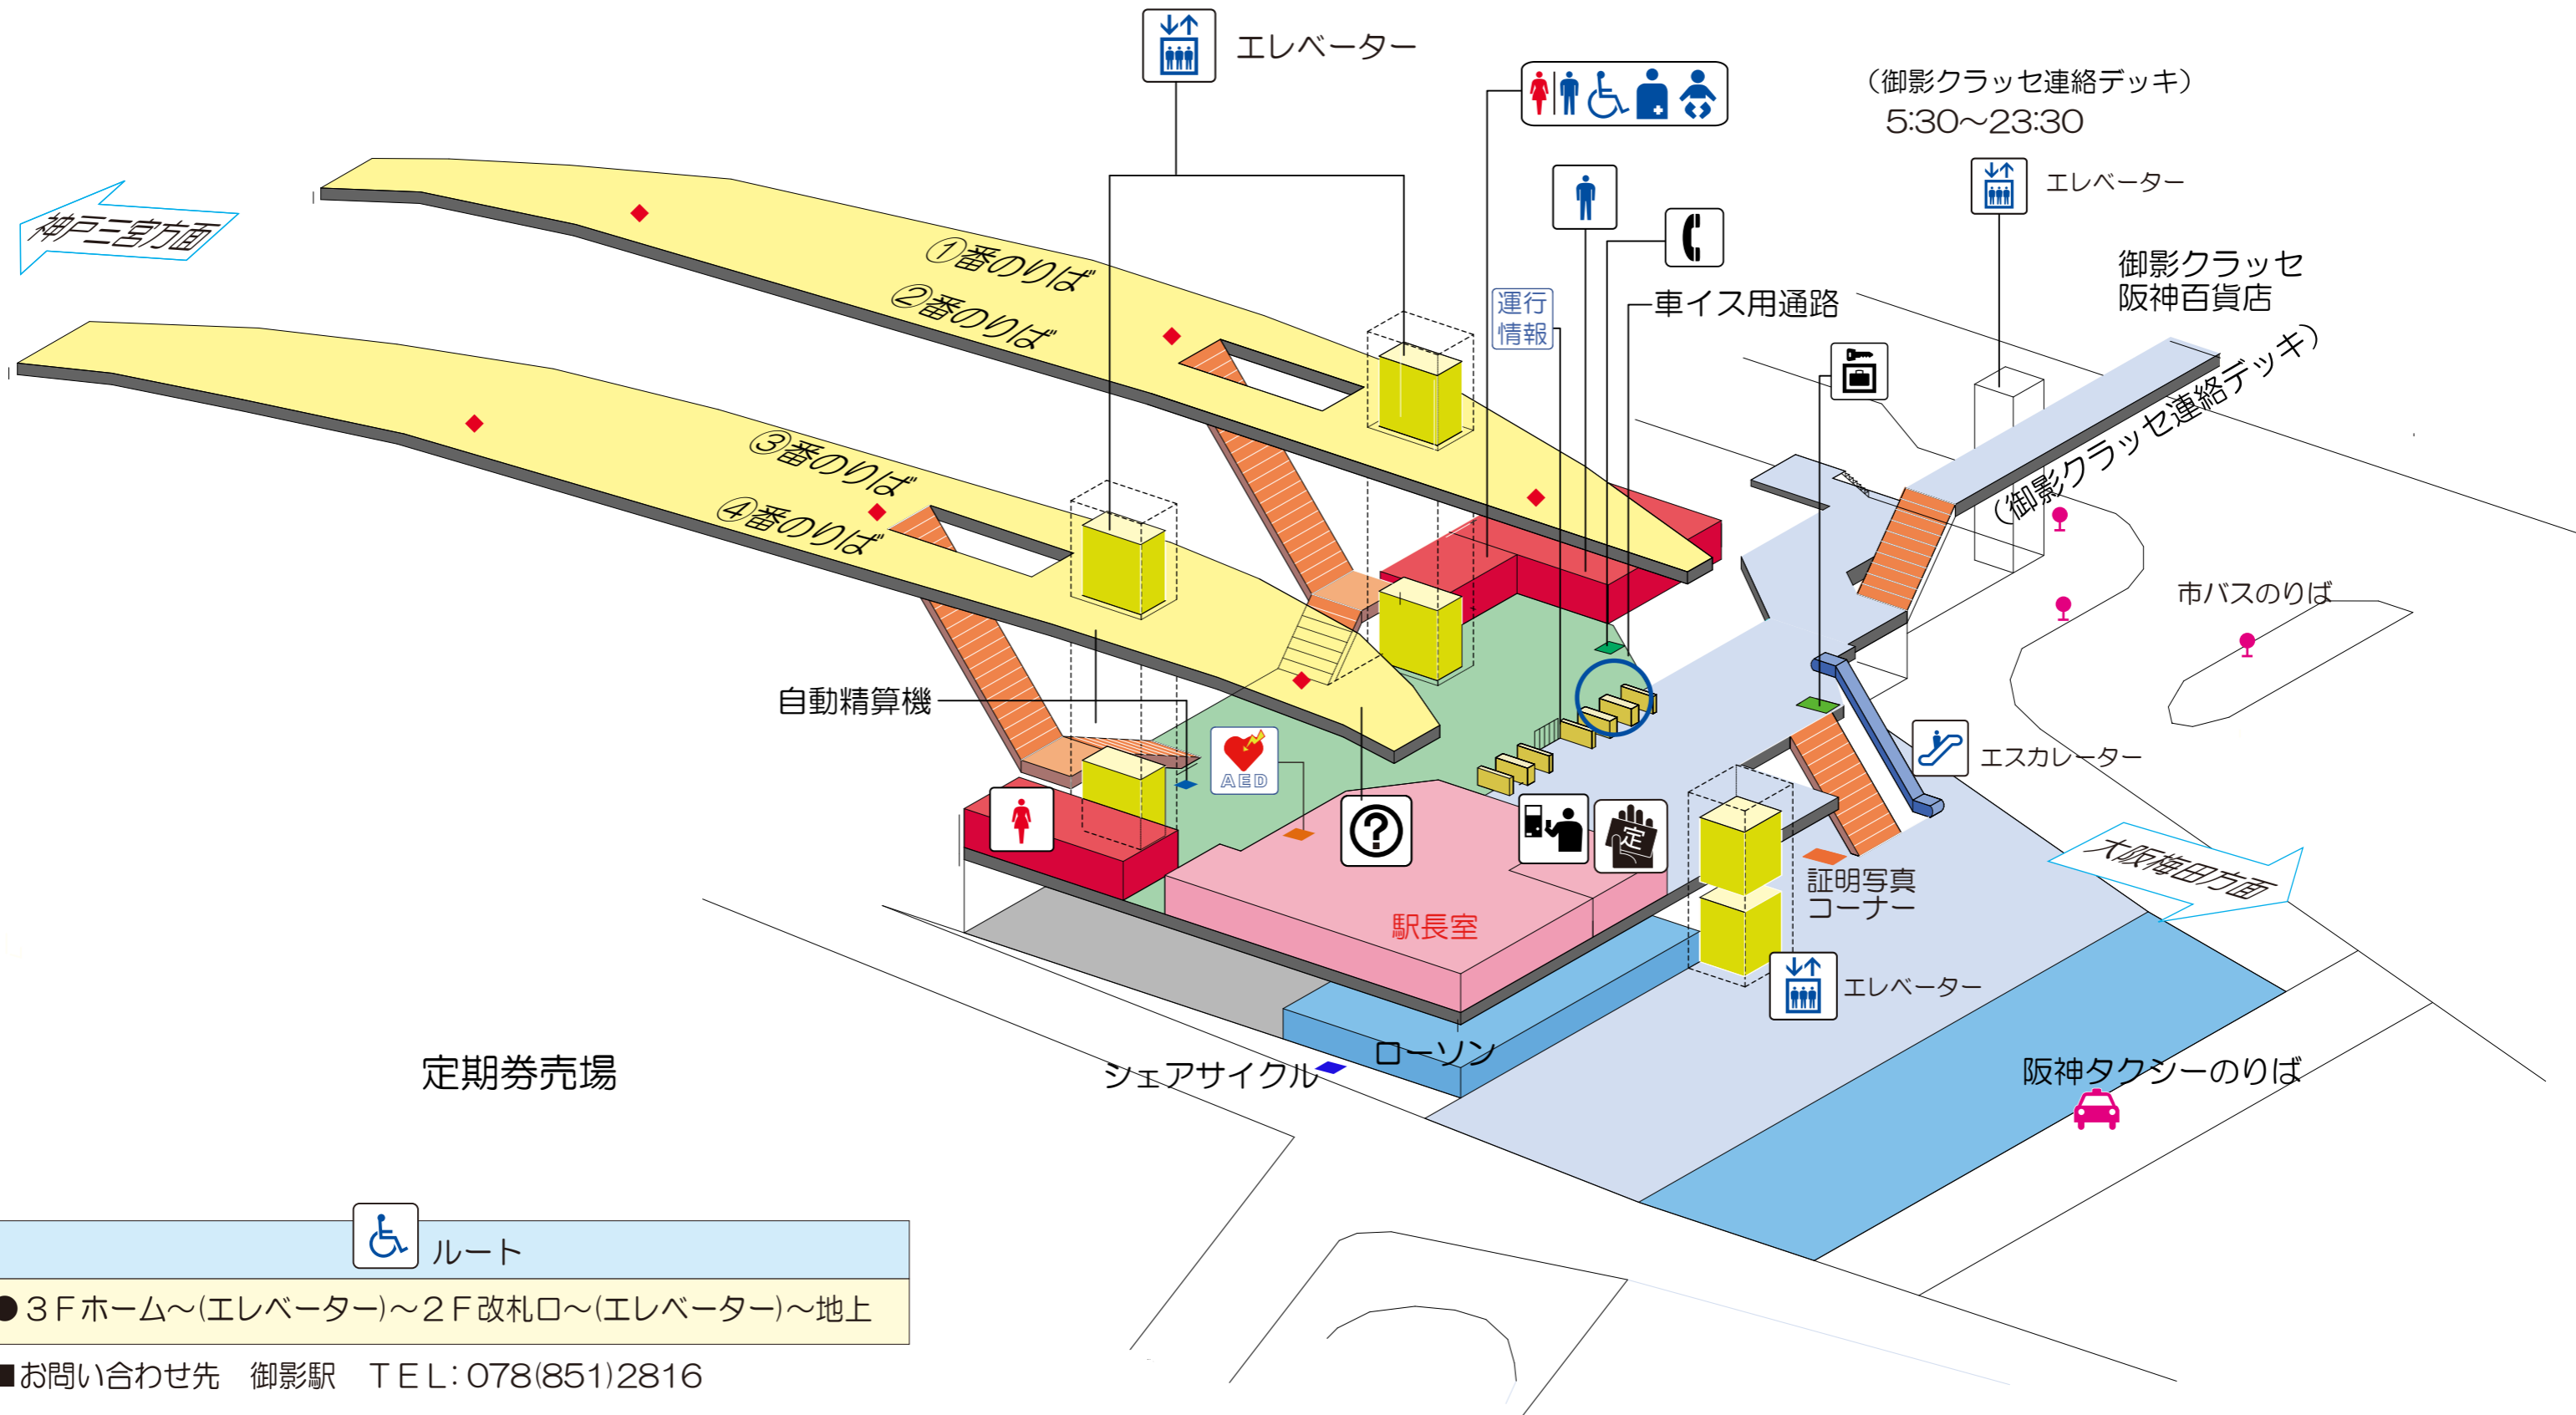 エレベーター
（御影クラッセ連絡デッキ）
5:30～23:30
エレベーター
神戸三宮方面
①番のりば
②番のりば
運行
情報
車イス用通路
御影クラッセ
阪神百貨店
（御影クラッセ連絡デッキ）
③番のりば
④番のりば
市バスのりば
自動精算機
AED
エスカレーター
定
大阪梅田方面
証明写真
コーナー
駅長室
エレベーター
ローソン
シェアサイクル
定期券売場
阪神タクシーのりば
ルート
●３Ｆホーム～(エレベーター)～２Ｆ改札口～(エレベーター)～地上
■お問い合わせ先　御影駅　ＴＥＬ：078(851)2816